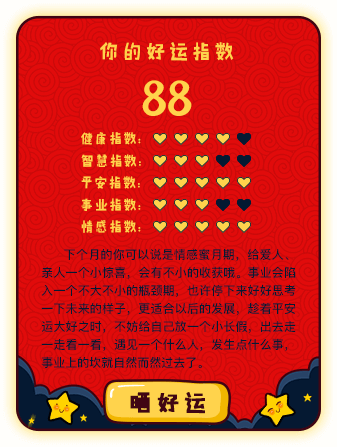 你的好运指数
88
健康指数：
智慧指数：
平安指数：
事业指数：
情感指数：
下个月的你可以说是情感蜜月期，给爱人、
亲人一个小惊喜，会有不小的收获哦。事业会陷
入一个不大不小的瓶颈期，也许停下来好好思考
一下未来的样子，更适合以后的发展，趁着平安
运大好之时，不妨给自己放一个小长假，出去走
一走看一看，遇见一个什么人，发生点什么事，
事业上的坎就自然而然过去了。
晒好运